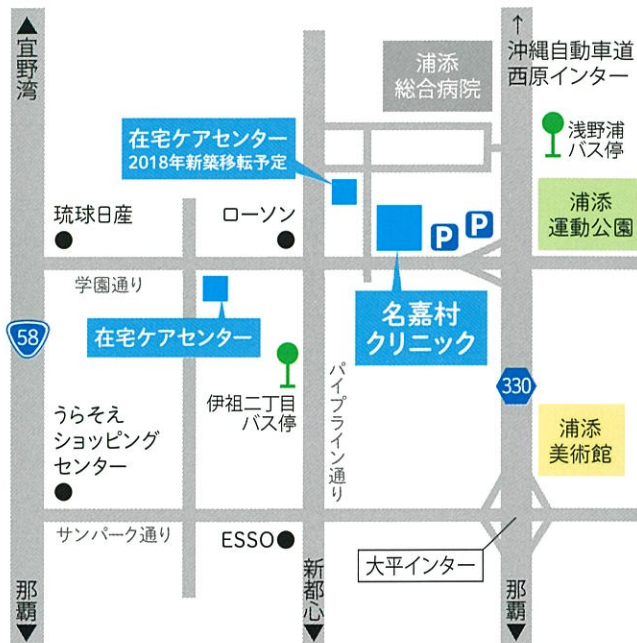 宜野湾
浦添
総合病院
↑
沖縄自動車道
西原インター
浅野浦
バス停
在宅ケアセンター
2018年新築移転予定
浦添
運動公園
琉球日産
ローソン
P
P
学園通り
名嘉村
クリニック
在宅ケアセンター
58
パイプライン通り
330
伊祖二丁目
バス停
うらそえ
ショッピング
センター
浦添
美術館
サンパーク通り
ESSO
大平インター
那覇
新都心
那覇